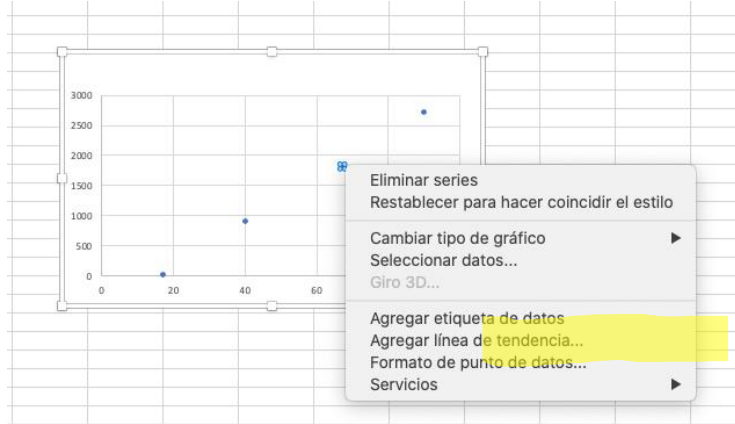 3000
2500
2000
1500
1000
500
0
0 20 40 60
Eliminar series
Restablecer para hacer coincidir el estilo
Cambiar tipo de gráfico
Seleccionar datos...
Giro 3D...
Agregar etiqueta de datos
Agregar línea de tendencia...
Formato de punto de datos...
Servicios